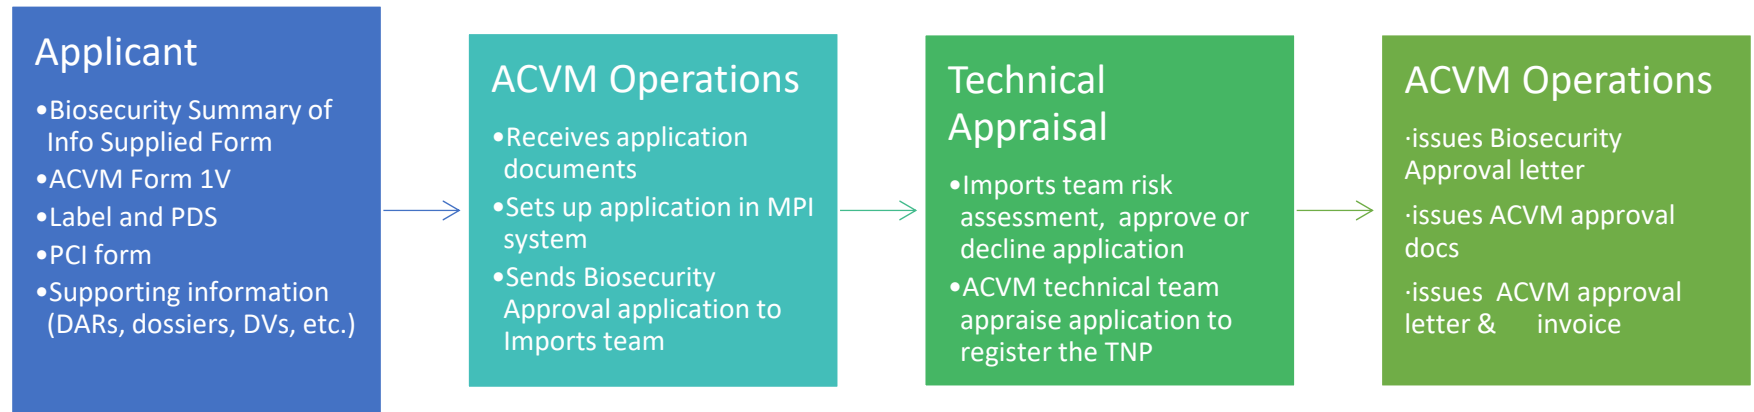 Applicant
•Biosecurity Summary of
Info Supplied Form
•ACVM Form 1V
•Label and PDS
•PCI form
•Supporting information
(DARs, dossiers, DVs, etc.)
ACVM Operations
•Receives application
documents
•Sets up application in MPI
system
•Sends Biosecurity
Approval application to
Imports team
Technical
Appraisal
•Imports team risk
assessment, approve or
decline application
•ACVM technical team
appraise application to
register the TNP
ACVM Operations
·issues Biosecurity
Approval letter
·issues ACVM approval
docs
·issues ACVM approval
letter & invoice